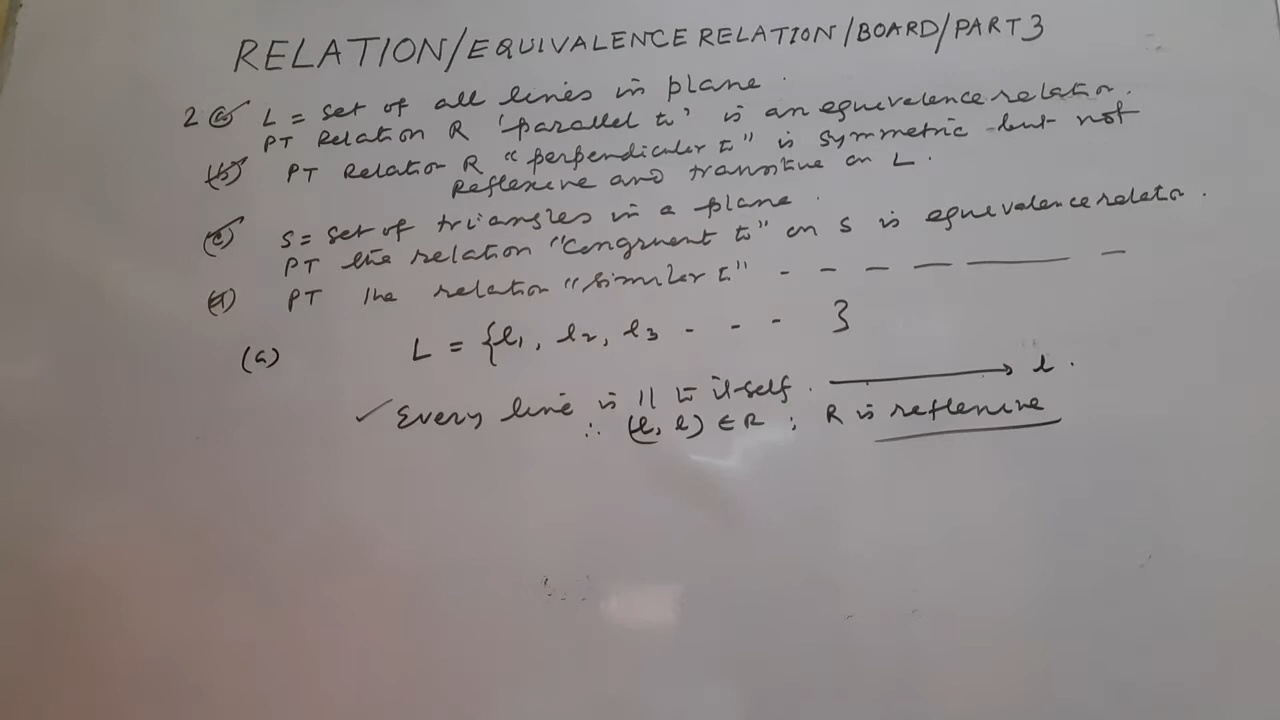 RELATION/EQUIVALENCE RELATION/BOARD/PART 3
2 (a) L = set of all lines in plane.
PT Relation R 'parallel to' is an equivalence relation.
(b) PT Relation R "perpendicular to" is symmetric but not
Reflexive and transitive on L.
(c) S = set of triangles in a plane.
PT the relation "congruent to" on S is equivalence relatn.
(d) PT the relation "similar to" - - - — — —
(a) L = {l1, l2, l3 - - - }
✓ Every line is || to itself. ⟶ l.
∴ (l, l) ∈ R ; R is reflexive